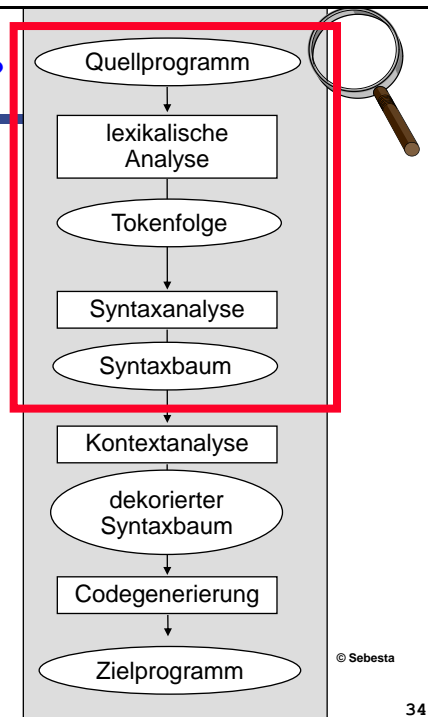 Quellprogramm
lexikalische
Analyse
Tokenfolge
Syntaxanalyse
Syntaxbaum
Kontextanalyse
dekorierter
Syntaxbaum
Codegenerierung
Zielprogramm
© Sebesta
34